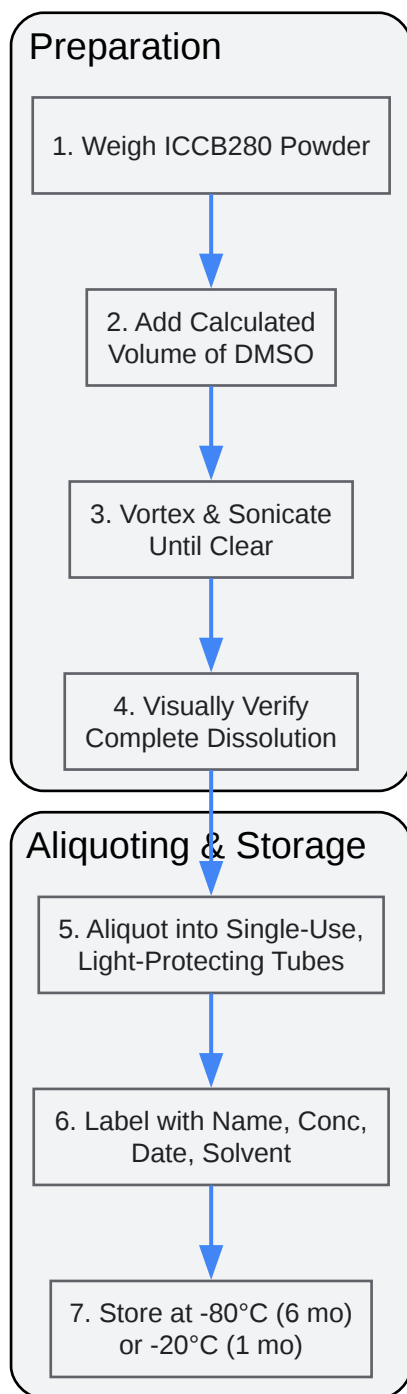 Preparation
1. Weigh ICCB280 Powder
2. Add Calculated
Volume of DMSO
3. Vortex & Sonicate
Until Clear
4. Visually Verify
Complete Dissolution
Aliquoting & Storage
5. Aliquot into Single-Use,
Light-Protecting Tubes
6. Label with Name, Conc,
Date, Solvent
7. Store at -80°C (6 mo)
or -20°C (1 mo)